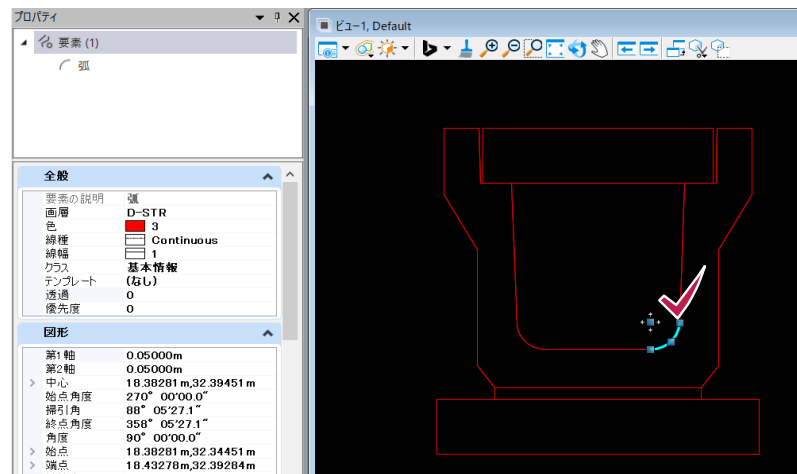 プロパティ
要素 (1)
弧
全般
要素の説明 弧
画層 D-STR
色 3
線種 Continuous
線幅 1
クラス 基本情報
テンプレート (なし)
透過 0
優先度 0
図形
第1軸 0.05000m
第2軸 0.05000m
中心 18.38281m,32.39451m
始点角度 270° 00'00.0"
掃引角 88° 05'27.1"
終点角度 358° 05'27.1"
角度 90° 00'00.0"
始点 18.38281m,32.34451m
端点 18.43278m,32.39284m
ビュー1, Default